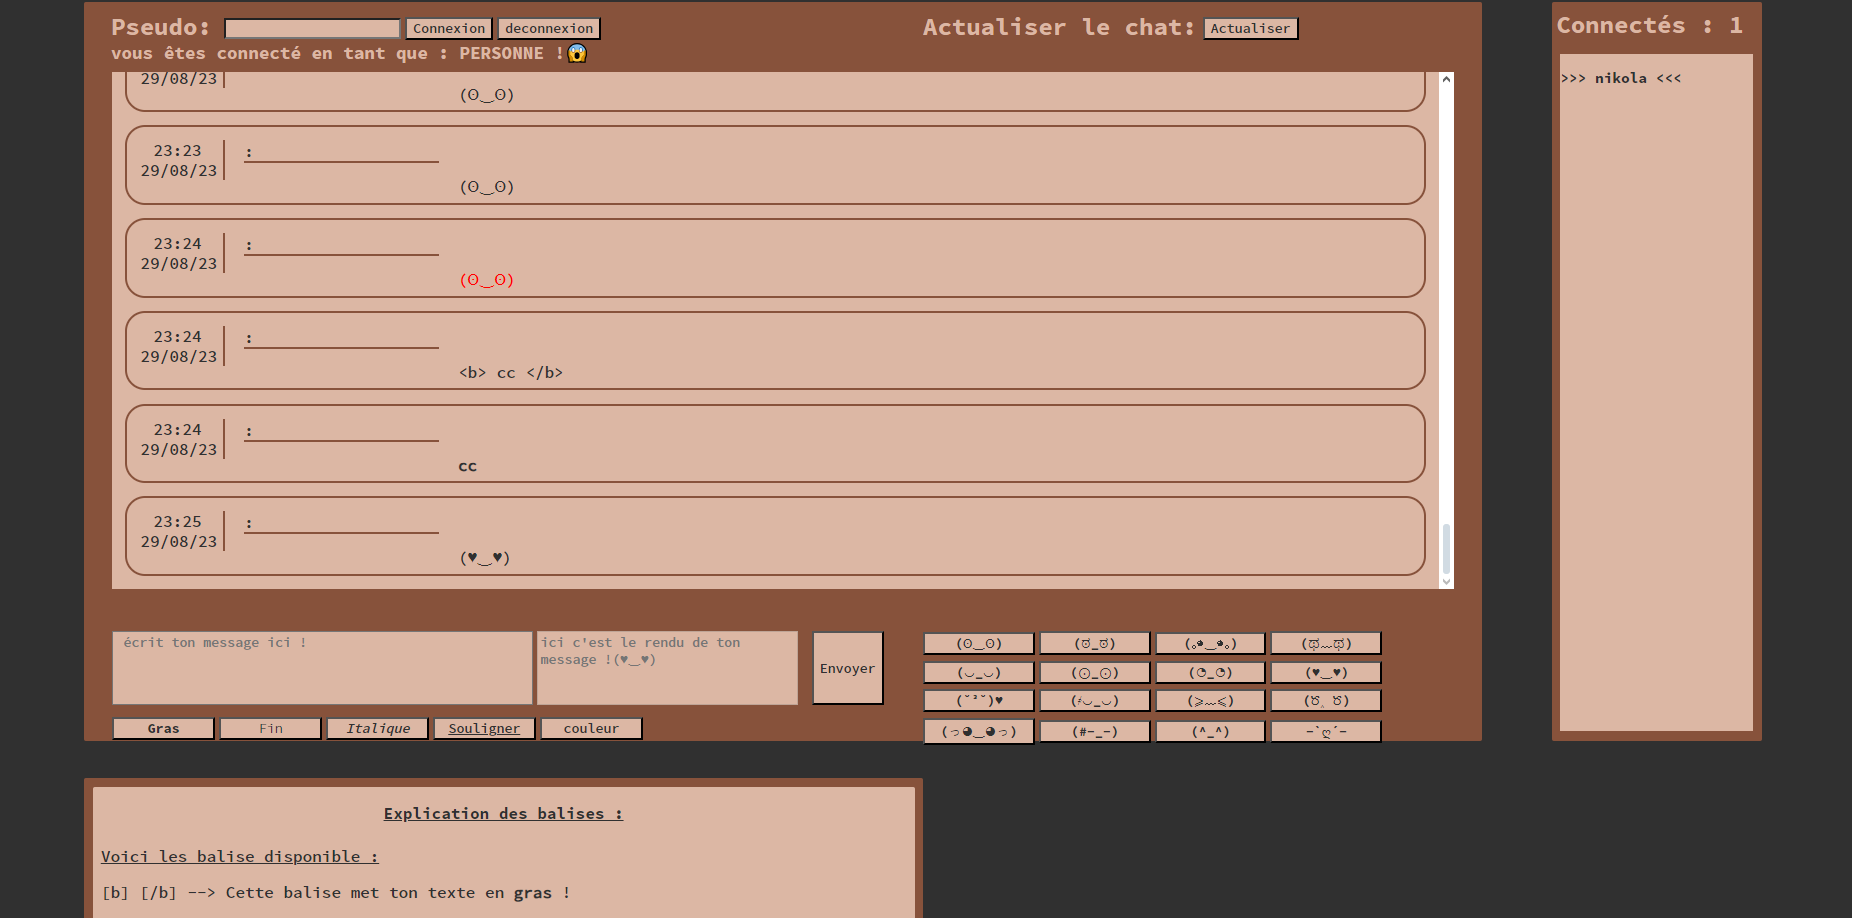 Pseudo: Connexion deconnexion Actualiser le chat: Actualiser
vous êtes connecté en tant que : PERSONNE !😱
29/08/23
(ʘ‿ʘ)
23:23 :
29/08/23
(ʘ‿ʘ)
23:24 :
29/08/23
(ʘ‿ʘ)
23:24 :
29/08/23
<b> cc </b>
23:24 :
29/08/23
cc
23:25 :
29/08/23
(♥‿♥)
Connectés : 1
>>> nikola <<<
écrit ton message ici !
ici c'est le rendu de ton
message !(♥‿♥)
Envoyer
(ʘ‿ʘ) (ಠ_ಠ) (｡◕‿◕｡) (ಥ﹏ಥ)
(◡_◡) (⊙_⊙) (◔_◔) (♥‿♥)
(˘³˘)♥ (҂◡_◡) (⩾﹏⩽) (ಠ‸ಠ)
(っ◕‿◕っ) (#-_-) (^_^) -`ღ´-
Gras Fin Italique Souligner couleur
Explication des balises :
Voici les balise disponible :
[b] [/b] --> Cette balise met ton texte en gras !